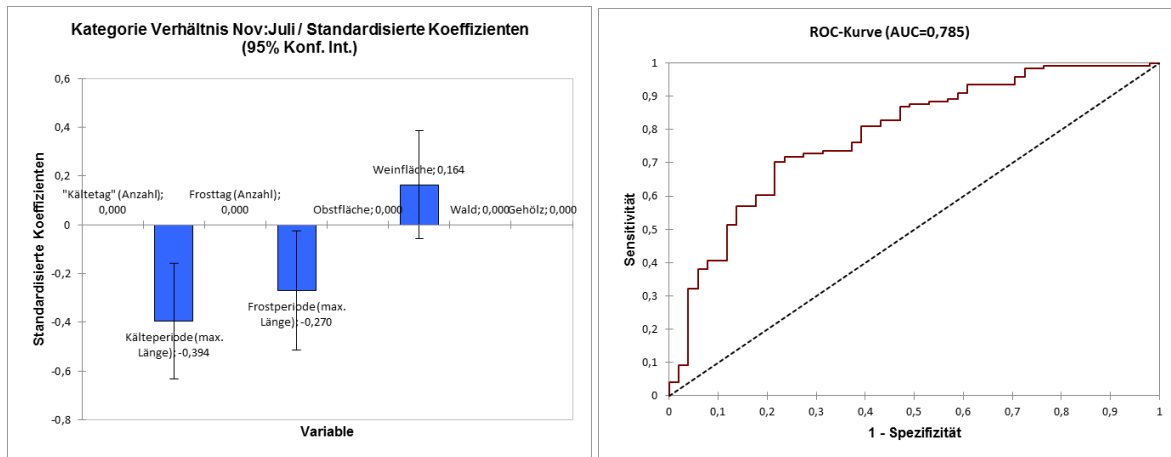 Kategorie Verhältnis Nov:Juli / Standardisierte Koeffizienten
(95% Konf. Int.)
Standardisierte Koeffizienten
0,6
0,4
0,2
0
-0,2
-0,4
-0,6
-0,8
"Kältetag" (Anzahl);
0,000
Kälteperiode (max.
Länge); -0,394
Frosttag (Anzahl);
0,000
Frostperiode (max.
Länge); -0,270
Obstfläche; 0,000
Weinfläche; 0,164
Wald; 0,000
Gehölz; 0,000
Variable
ROC-Kurve (AUC=0,785)
Sensitivität
1
0,9
0,8
0,7
0,6
0,5
0,4
0,3
0,2
0,1
0
0 0,1 0,2 0,3 0,4 0,5 0,6 0,7 0,8 0,9 1
1 - Spezifizität